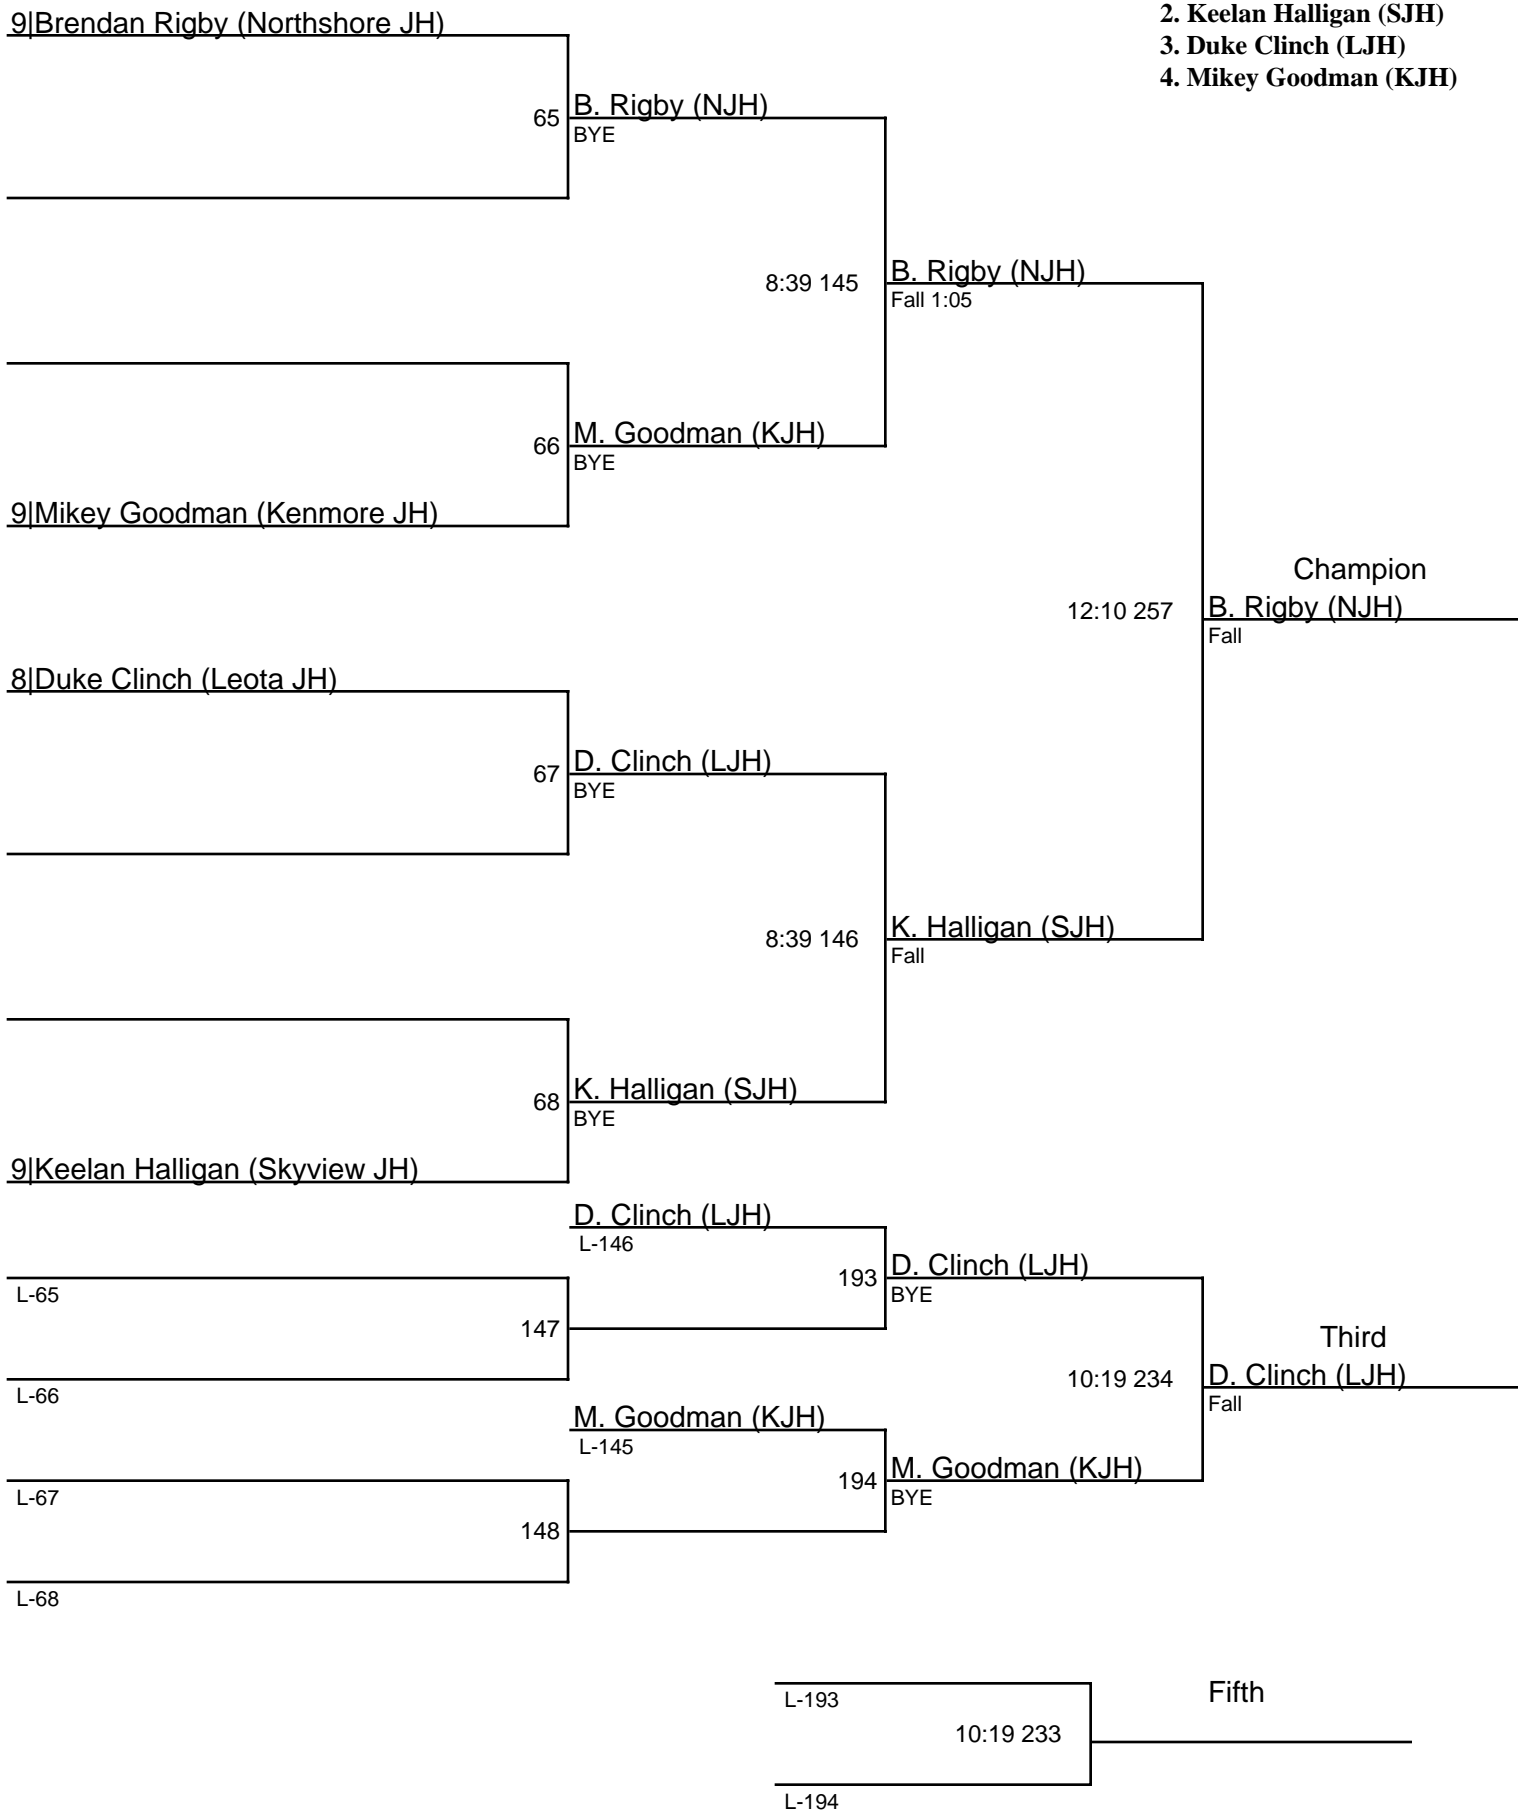 2. Keelan Halligan (SJH)
3. Duke Clinch (LJH)
4. Mikey Goodman (KJH)
9|Brendan Rigby (Northshore JH)
65
B. Rigby (NJH)
BYE
8:39 145
B. Rigby (NJH)
Fall 1:05
66
M. Goodman (KJH)
BYE
9|Mikey Goodman (Kenmore JH)
Champion
12:10 257
B. Rigby (NJH)
Fall
8|Duke Clinch (Leota JH)
67
D. Clinch (LJH)
BYE
8:39 146
K. Halligan (SJH)
Fall
68
K. Halligan (SJH)
BYE
9|Keelan Halligan (Skyview JH)
D. Clinch (LJH)
L-146
193
D. Clinch (LJH)
BYE
L-65
147
L-66
Third
10:19 234
D. Clinch (LJH)
Fall
M. Goodman (KJH)
L-145
194
M. Goodman (KJH)
BYE
L-67
148
L-68
L-193
Fifth
10:19 233
L-194